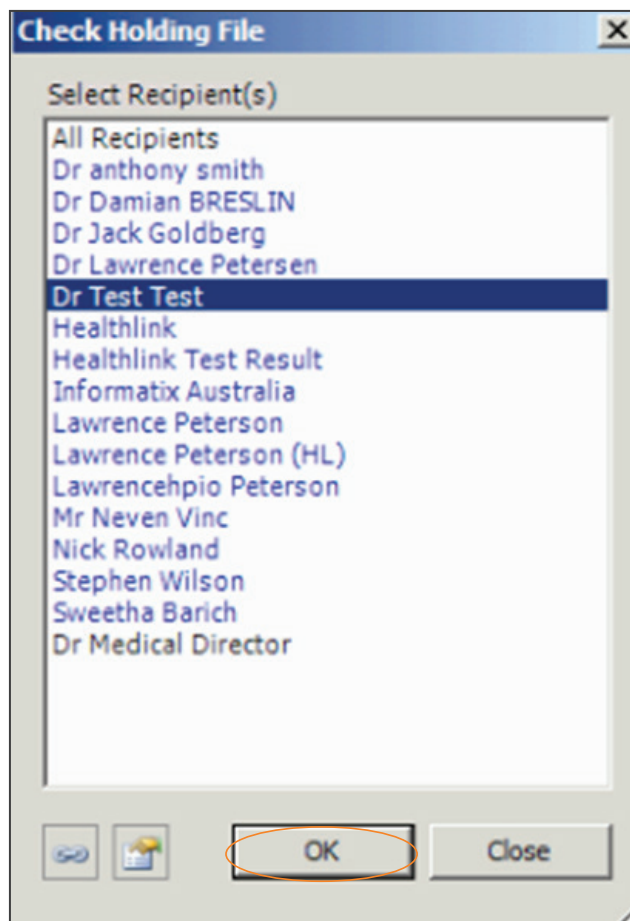 Check Holding File
Select Recipient(s)
All Recipients
Dr anthony smith
Dr Damian BRESLIN
Dr Jack Goldberg
Dr Lawrence Petersen
Dr Test Test
Healthlink
Healthlink Test Result
Informatix Australia
Lawrence Peterson
Lawrence Peterson (HL)
Lawrencehpio Peterson
Mr Neven Vinc
Nick Rowland
Stephen Wilson
Sweetha Barich
Dr Medical Director
OK Close